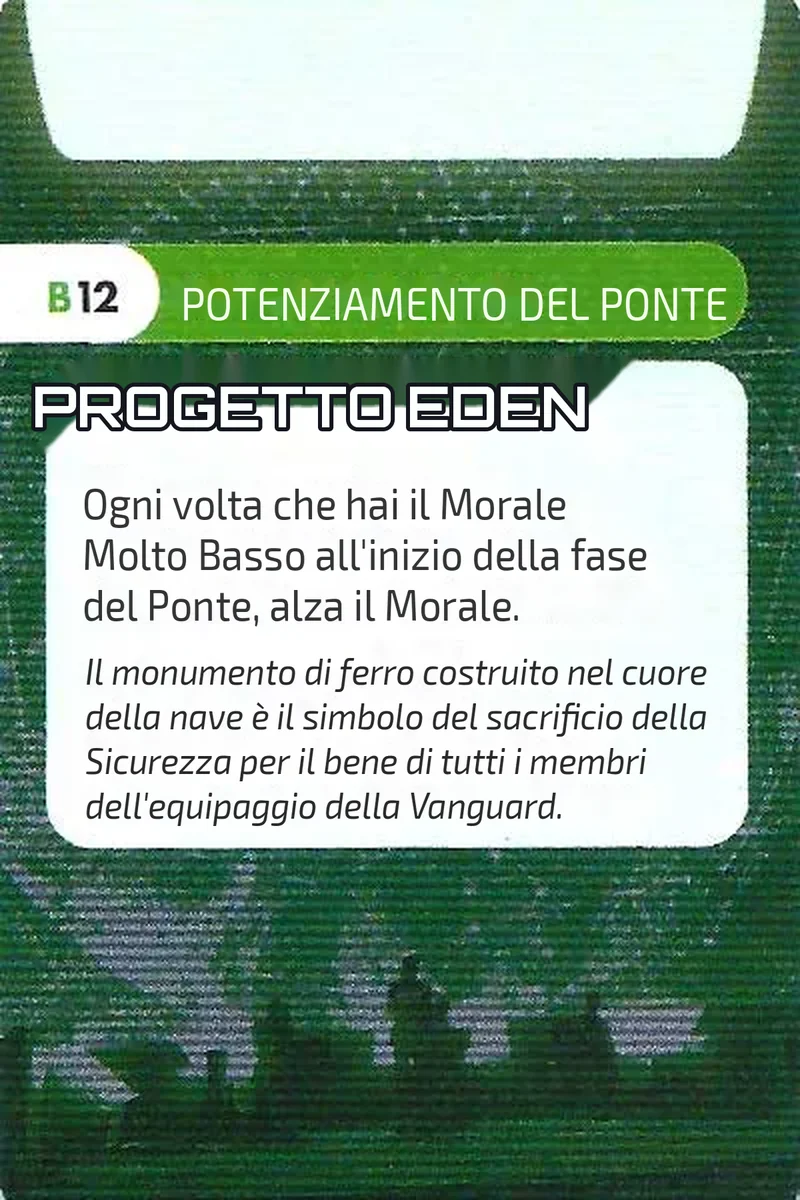 B12
POTENZIAMENTO DEL PONTE
PROGETTO EDEN
Ogni volta che hai il Morale
Molto Basso all'inizio della fase
del Ponte, alza il Morale.
Il monumento di ferro costruito nel cuore
della nave è il simbolo del sacrificio della
Sicurezza per il bene di tutti i membri
dell'equipaggio della Vanguard.